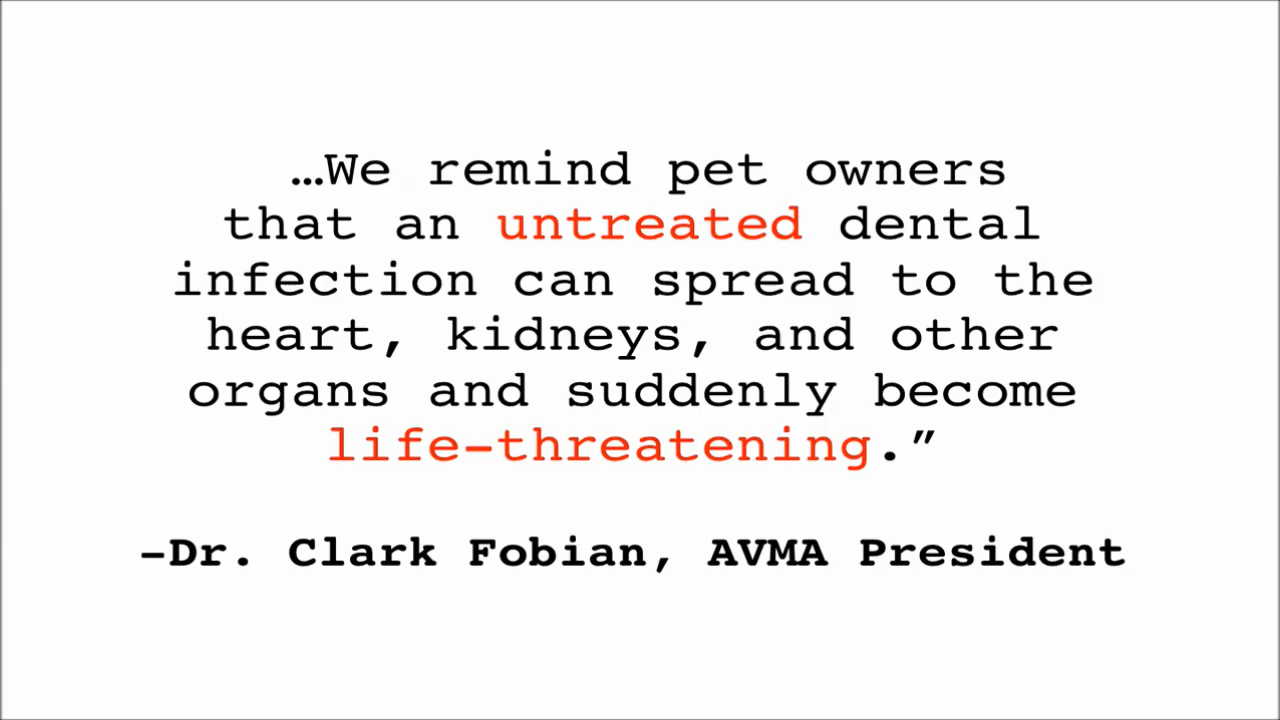 …We remind pet owners
that an untreated dental
infection can spread to the
heart, kidneys, and other
organs and suddenly become
life-threatening.”
–Dr. Clark Fobian, AVMA President